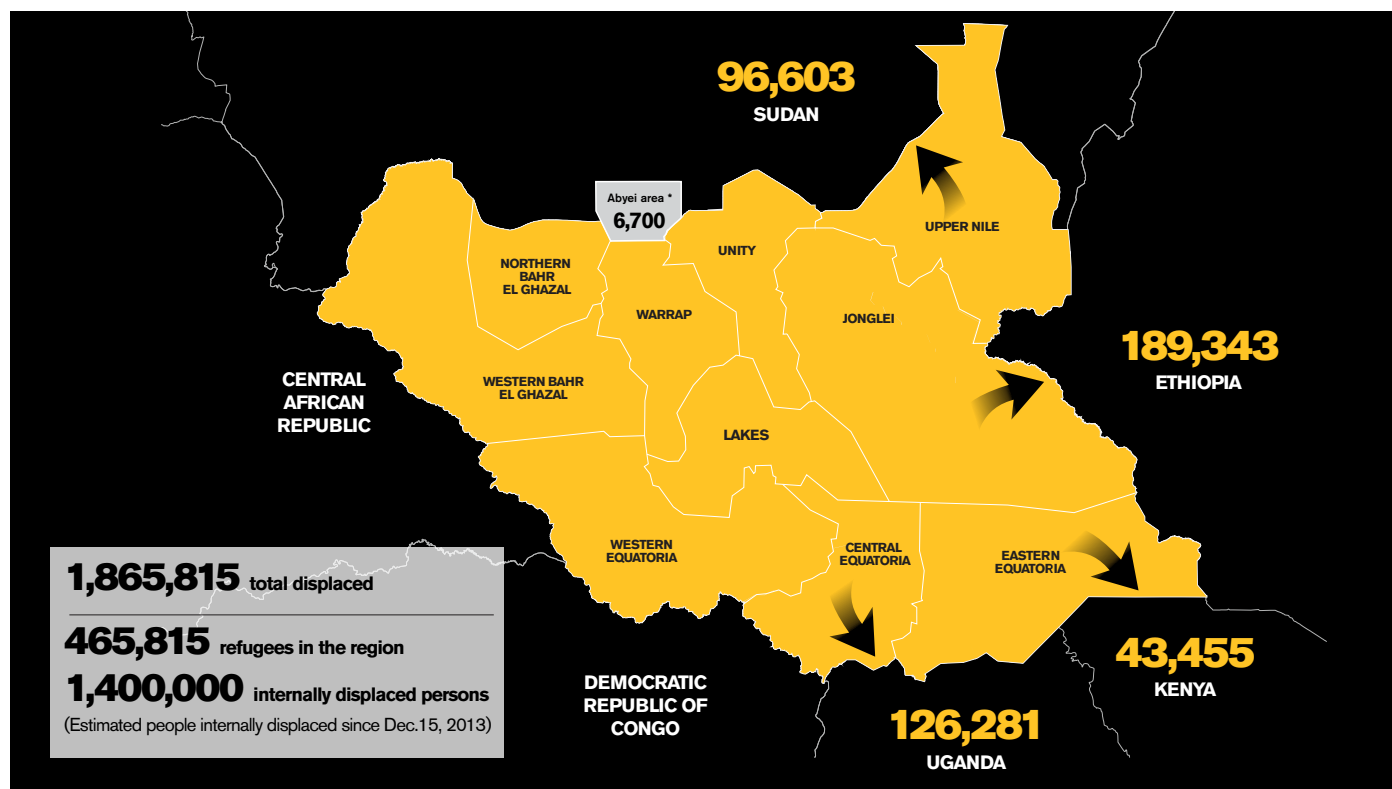 96,603
SUDAN
Abyei area *
6,700
UPPER NILE
UNITY
NORTHERN
BAHR
EL GHAZAL
WARRAP
JONGLEI
189,343
ETHIOPIA
CENTRAL
AFRICAN
REPUBLIC
WESTERN BAHR
EL GHAZAL
LAKES
WESTERN
EQUATORIA
CENTRAL
EQUATORIA
EASTERN
EQUATORIA
1,865,815 total displaced
465,815 refugees in the region
1,400,000 internally displaced persons
(Estimated people internally displaced since Dec.15, 2013)
DEMOCRATIC
REPUBLIC OF
CONGO
43,455
KENYA
126,281
UGANDA